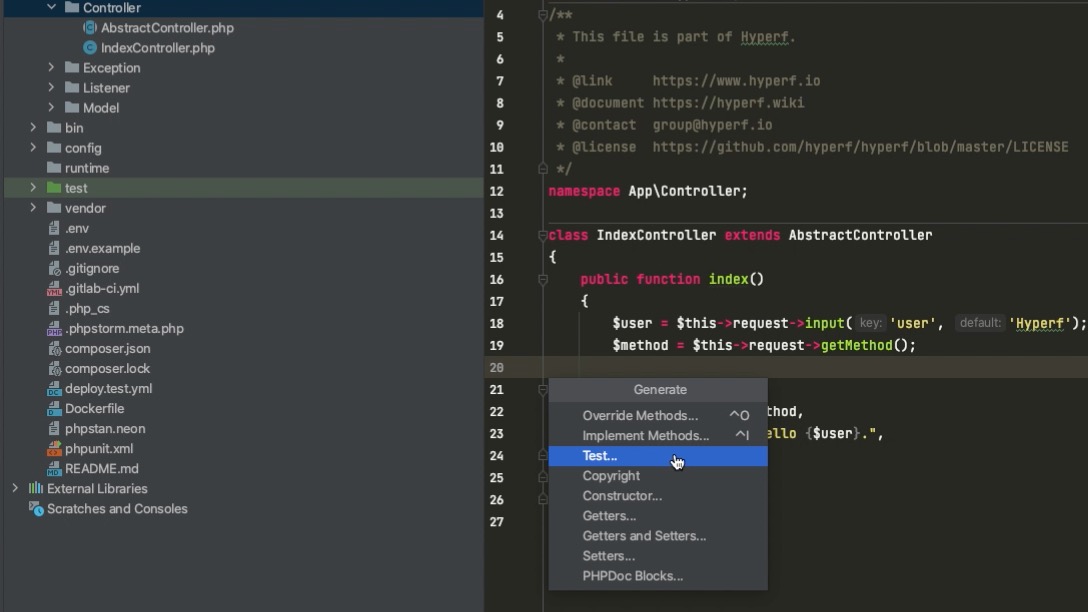 Controller
AbstractController.php
IndexController.php
Exception
Listener
Model
bin
config
runtime
test
vendor
.env
.env.example
.gitignore
.gitlab-ci.yml
.php_cs
.phpstorm.meta.php
composer.json
composer.lock
deploy.test.yml
Dockerfile
phpstan.neon
phpunit.xml
README.md
External Libraries
Scratches and Consoles
4 /**
5 * This file is part of Hyperf.
6 *
7 * @link https://www.hyperf.io
8 * @document https://hyperf.wiki
9 * @contact group@hyperf.io
10 * @license https://github.com/hyperf/hyperf/blob/master/LICENSE
11 */
12 namespace App\Controller;
13
14 class IndexController extends AbstractController
15 {
16 public function index()
17 {
18 $user = $this->request->input( key: 'user', default: 'Hyperf');
19 $method = $this->request->getMethod();
20
21
22 thod,
23 ello {$user}.",
24
25
26
27
Generate
Override Methods... ^O
Implement Methods... ^I
Test...
Copyright
Constructor...
Getters...
Getters and Setters...
Setters...
PHPDoc Blocks...